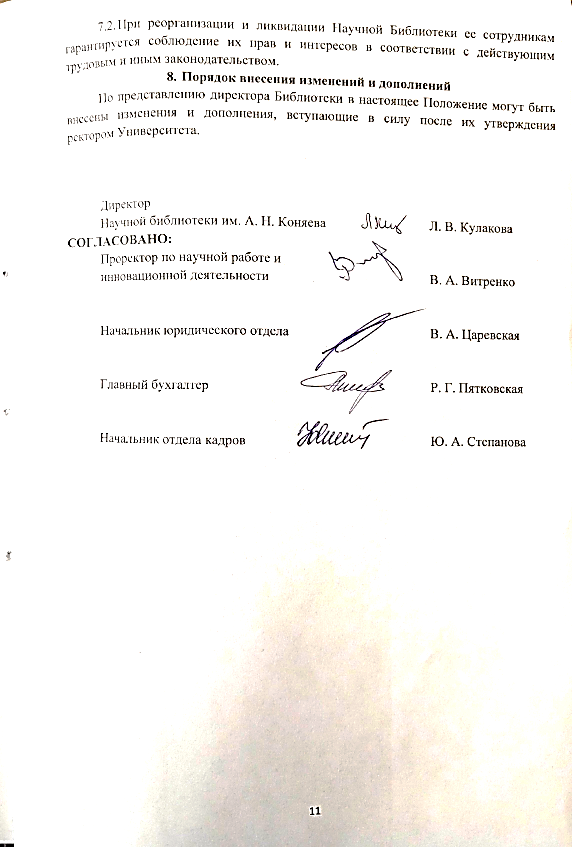 7.2. При реорганизации и ликвидации Научной Библиотеки ее сотрудникам
гарантируется соблюдение их прав и интересов в соответствии с действующим
трудовым и иным законодательством.
8. Порядок внесения изменений и дополнений
По представлению директора Библиотеки в настоящее Положение могут быть
внесены изменения и дополнения, вступающие в силу после их утверждения
ректором Университета.
Директор
Научной библиотеки им. А. Н. Коняева Л. В. Кулакова
СОГЛАСОВАНО:
Проректор по научной работе и
инновационной деятельности В. А. Витренко
Начальник юридического отдела В. А. Царевская
Главный бухгалтер Р. Г. Пятковская
Начальник отдела кадров Ю. А. Степанова
11